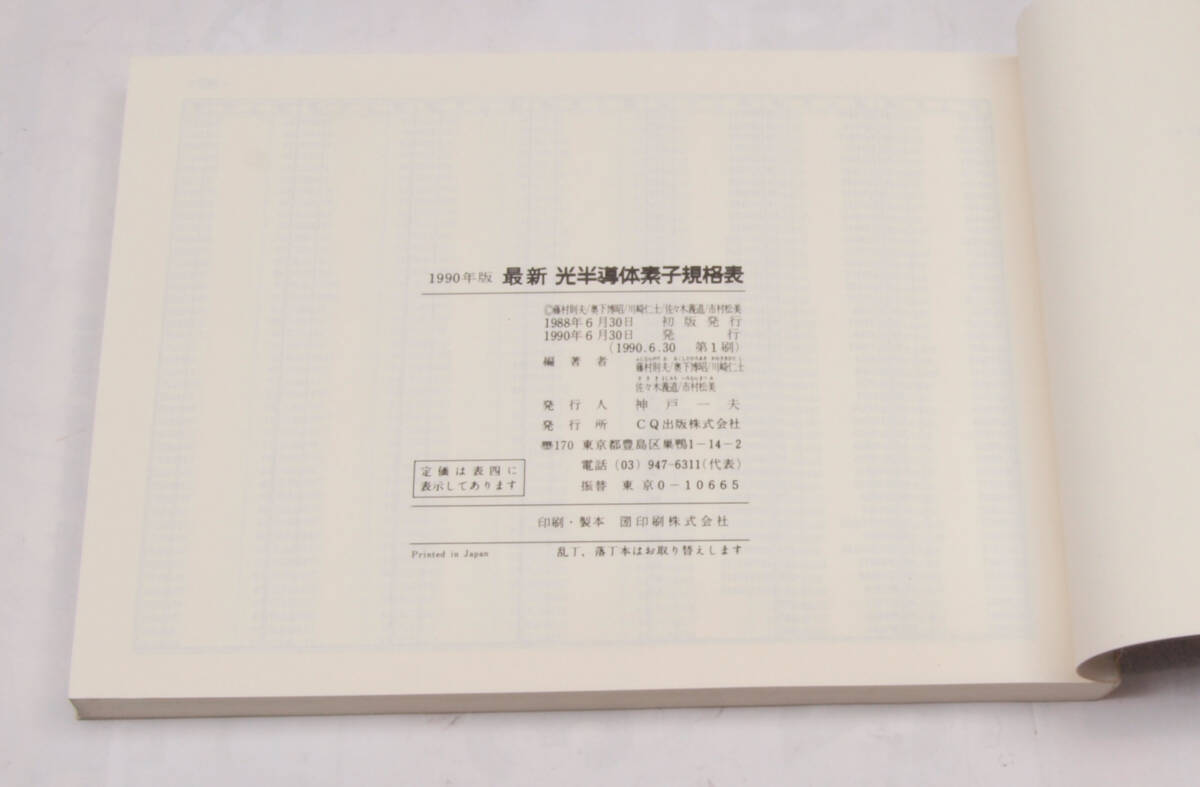 1990年版 最新 光半導体素子規格表
©藤村則夫/奥下博昭/川崎仁士/佐々木義道/市村松美
1988年6月30日 初版発行
1990年6月30日 発行
(1990.6.30 第1刷)
編著者 藤村則夫/奥下博昭/川崎仁士
佐々木義道/市村松美
発行人 神戸一夫
発行所 CQ出版株式会社
170 東京都豊島区巣鴨1-14-2
電話 (03) 947-6311(代表)
振替 東京0-10665
定価は表四に
表示してあります
印刷・製本 印刷株式会社
Printed in Japan 乱丁、落丁本はお取り替えします